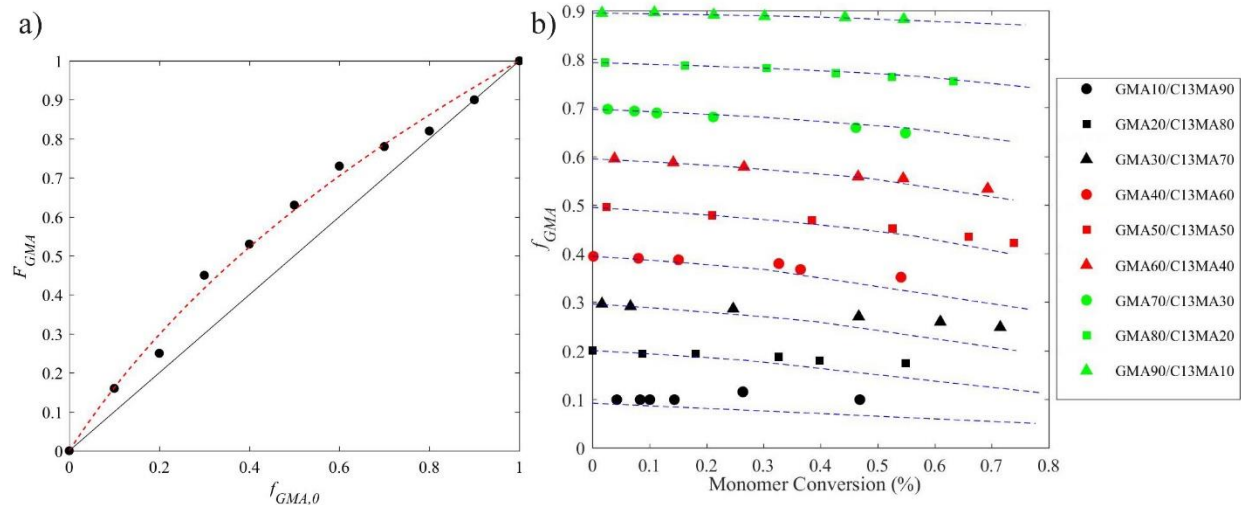 a)
1
0.9
0.8
0.7
0.6
0.5
0.4
0.3
0.2
0.1
0
F_GMA
0 0.2 0.4 0.6 0.8 1
f_GMA,0
b)
0.9
0.8
0.7
0.6
0.5
0.4
0.3
0.2
0.1
0
f_GMA
0 0.1 0.2 0.3 0.4 0.5 0.6 0.7 0.8
Monomer Conversion (%)
GMA10/C13MA90
GMA20/C13MA80
GMA30/C13MA70
GMA40/C13MA60
GMA50/C13MA50
GMA60/C13MA40
GMA70/C13MA30
GMA80/C13MA20
GMA90/C13MA10